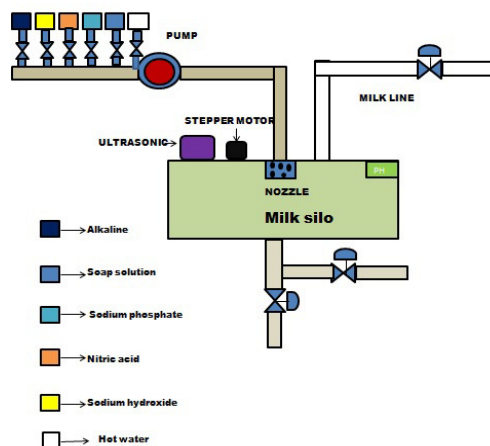 PUMP
MILK LINE
STEPPER MOTOR
ULTRASONIC
PH
NOZZLE
Milk silo
Alkaline
Soap solution
Sodium phosphate
Nitric acid
Sodium hydroxide
Hot water